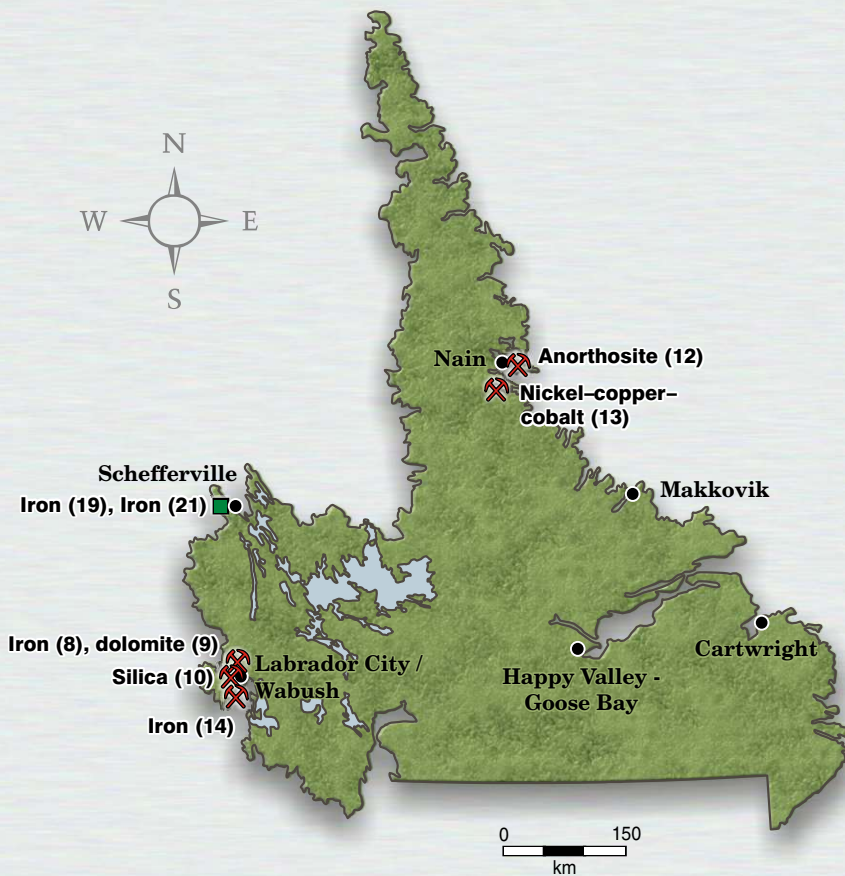 N
W E
S
Nain
Anorthosite (12)
Nickel–copper–
cobalt (13)
Schefferville
Iron (19), Iron (21)
Makkovik
Iron (8), dolomite (9)
Silica (10)
Labrador City /
Wabush
Iron (14)
Cartwright
Happy Valley -
Goose Bay
0 150
km